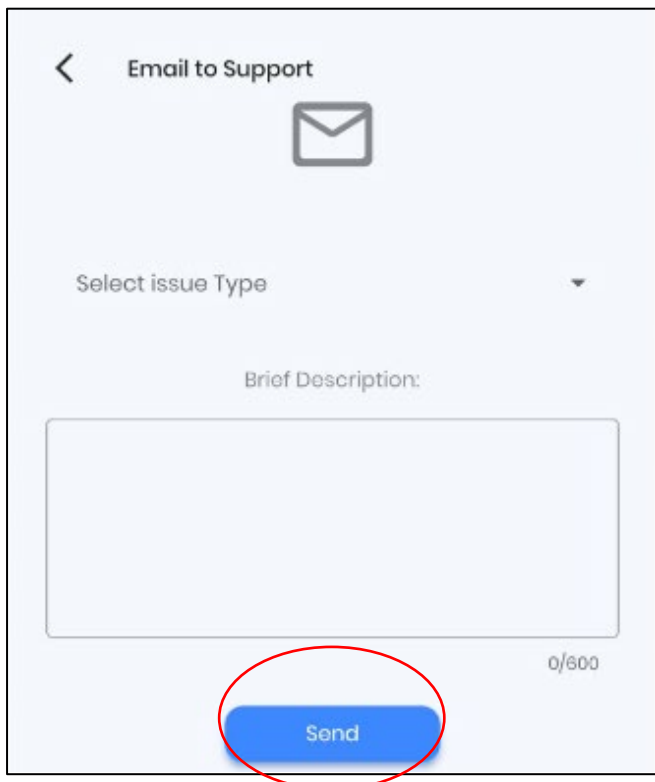 Email to Support
Select issue Type
Brief Description:
0/600
Send